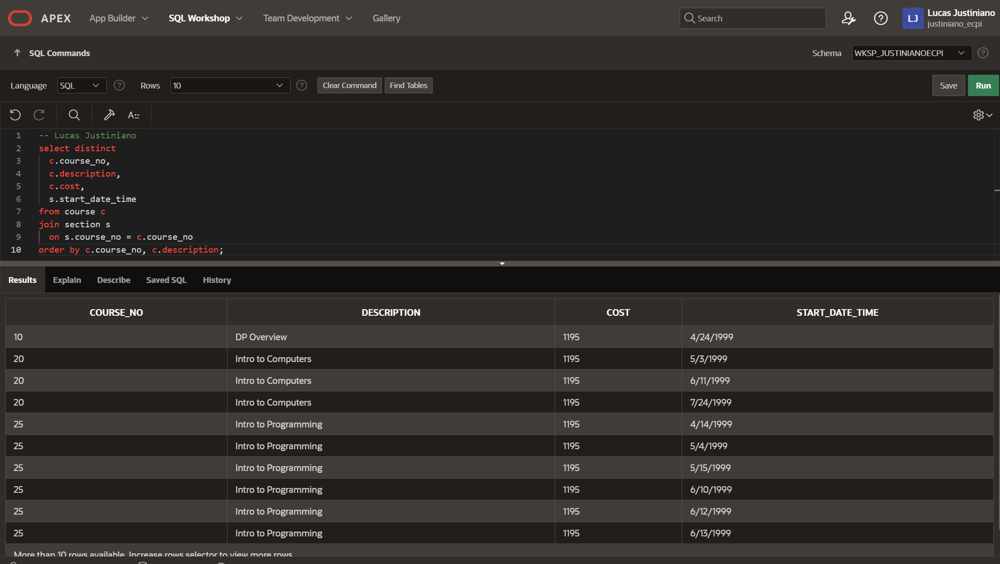 APEX App Builder SQL Workshop Team Development Gallery Search LJ Lucas Justiniano
justiniano_ecpi
SQL Commands Schema WKSP_JUSTINIANOECPI
Language SQL Rows 10 Clear Command Find Tables Save Run
1 -- Lucas Justiniano
2 select distinct
3 c.course_no,
4 c.description,
5 c.cost,
6 s.start_date_time
7 from course c
8 join section s
9 on s.course_no = c.course_no
10 order by c.course_no, c.description;
Results Explain Describe Saved SQL History
COURSE_NO DESCRIPTION COST START_DATE_TIME
10 DP Overview 1195 4/24/1999
20 Intro to Computers 1195 5/3/1999
20 Intro to Computers 1195 6/11/1999
20 Intro to Computers 1195 7/24/1999
25 Intro to Programming 1195 4/14/1999
25 Intro to Programming 1195 5/4/1999
25 Intro to Programming 1195 5/15/1999
25 Intro to Programming 1195 6/10/1999
25 Intro to Programming 1195 6/12/1999
25 Intro to Programming 1195 6/13/1999
More than 10 rows available. Increase rows selector to view more rows.